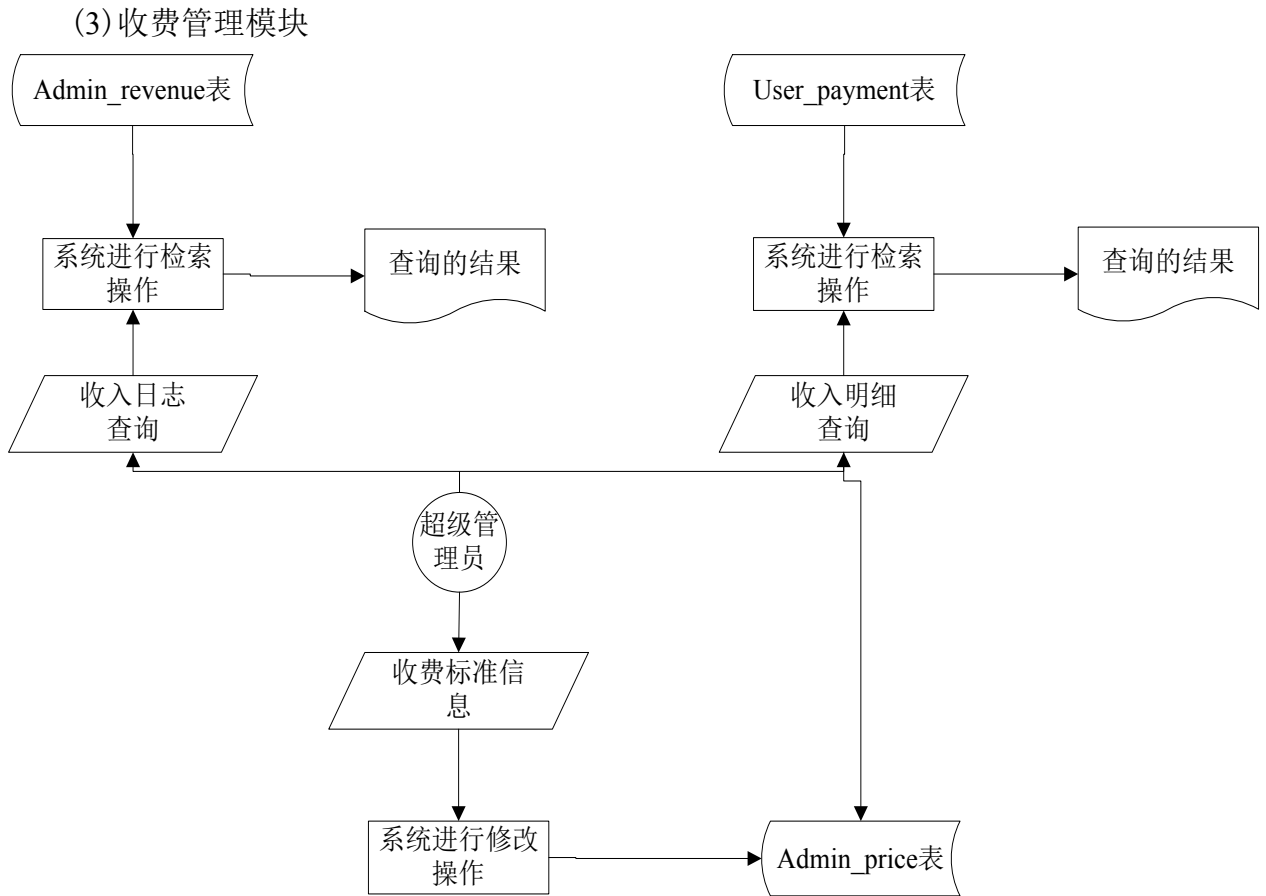 (3)收费管理模块
Admin_revenue表
User_payment表
系统进行检索
操作
查询的结果
系统进行检索
操作
查询的结果
收入日志
查询
收入明细
查询
超级管
理员
收费标准信
息
系统进行修改
操作
Admin_price表